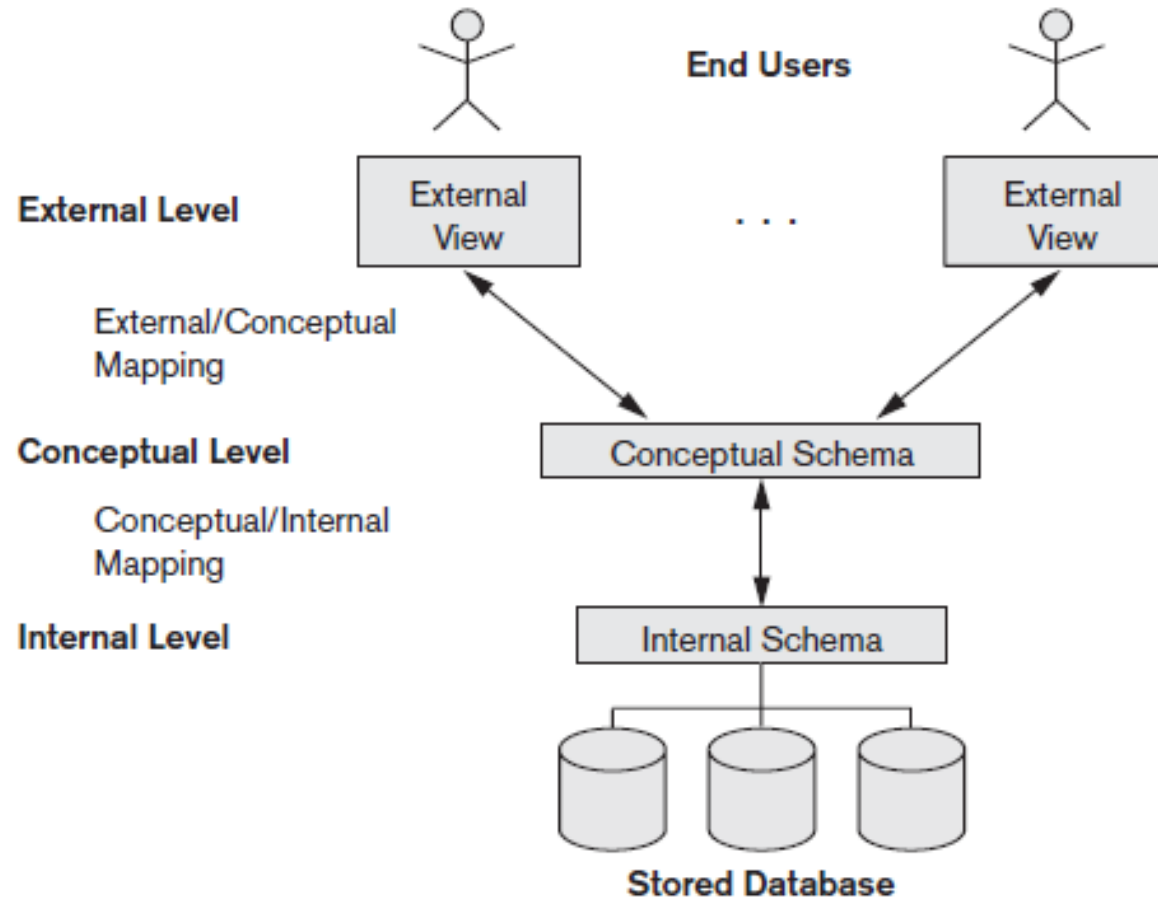 End Users
External Level
External
View
. . .
External
View
External/Conceptual
Mapping
Conceptual Level
Conceptual Schema
Conceptual/Internal
Mapping
Internal Level
Internal Schema
Stored Database